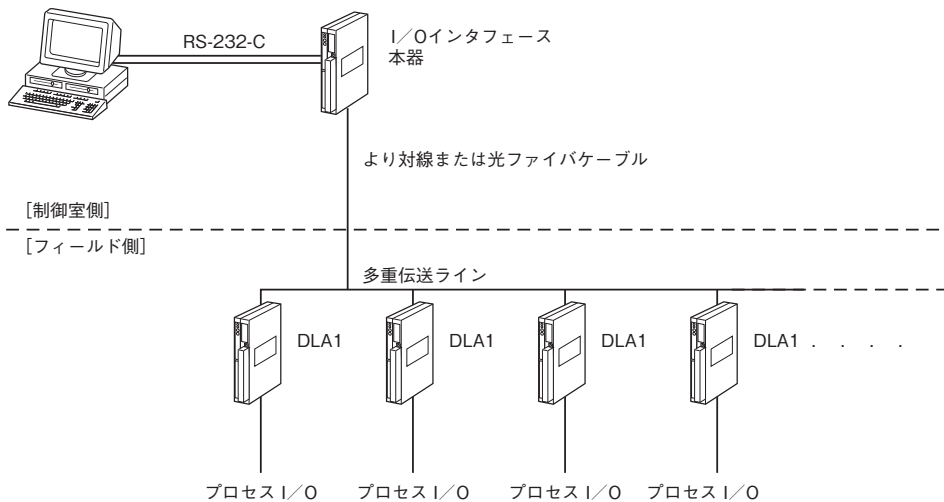 RS-232-C
I／Oインタフェース
本器
より対線または光ファイバケーブル
[制御室側]
[フィールド側]
多重伝送ライン
DLA1
DLA1
DLA1
DLA1 . . . .
プロセス I／O
プロセス I／O
プロセス I／O
プロセス I／O